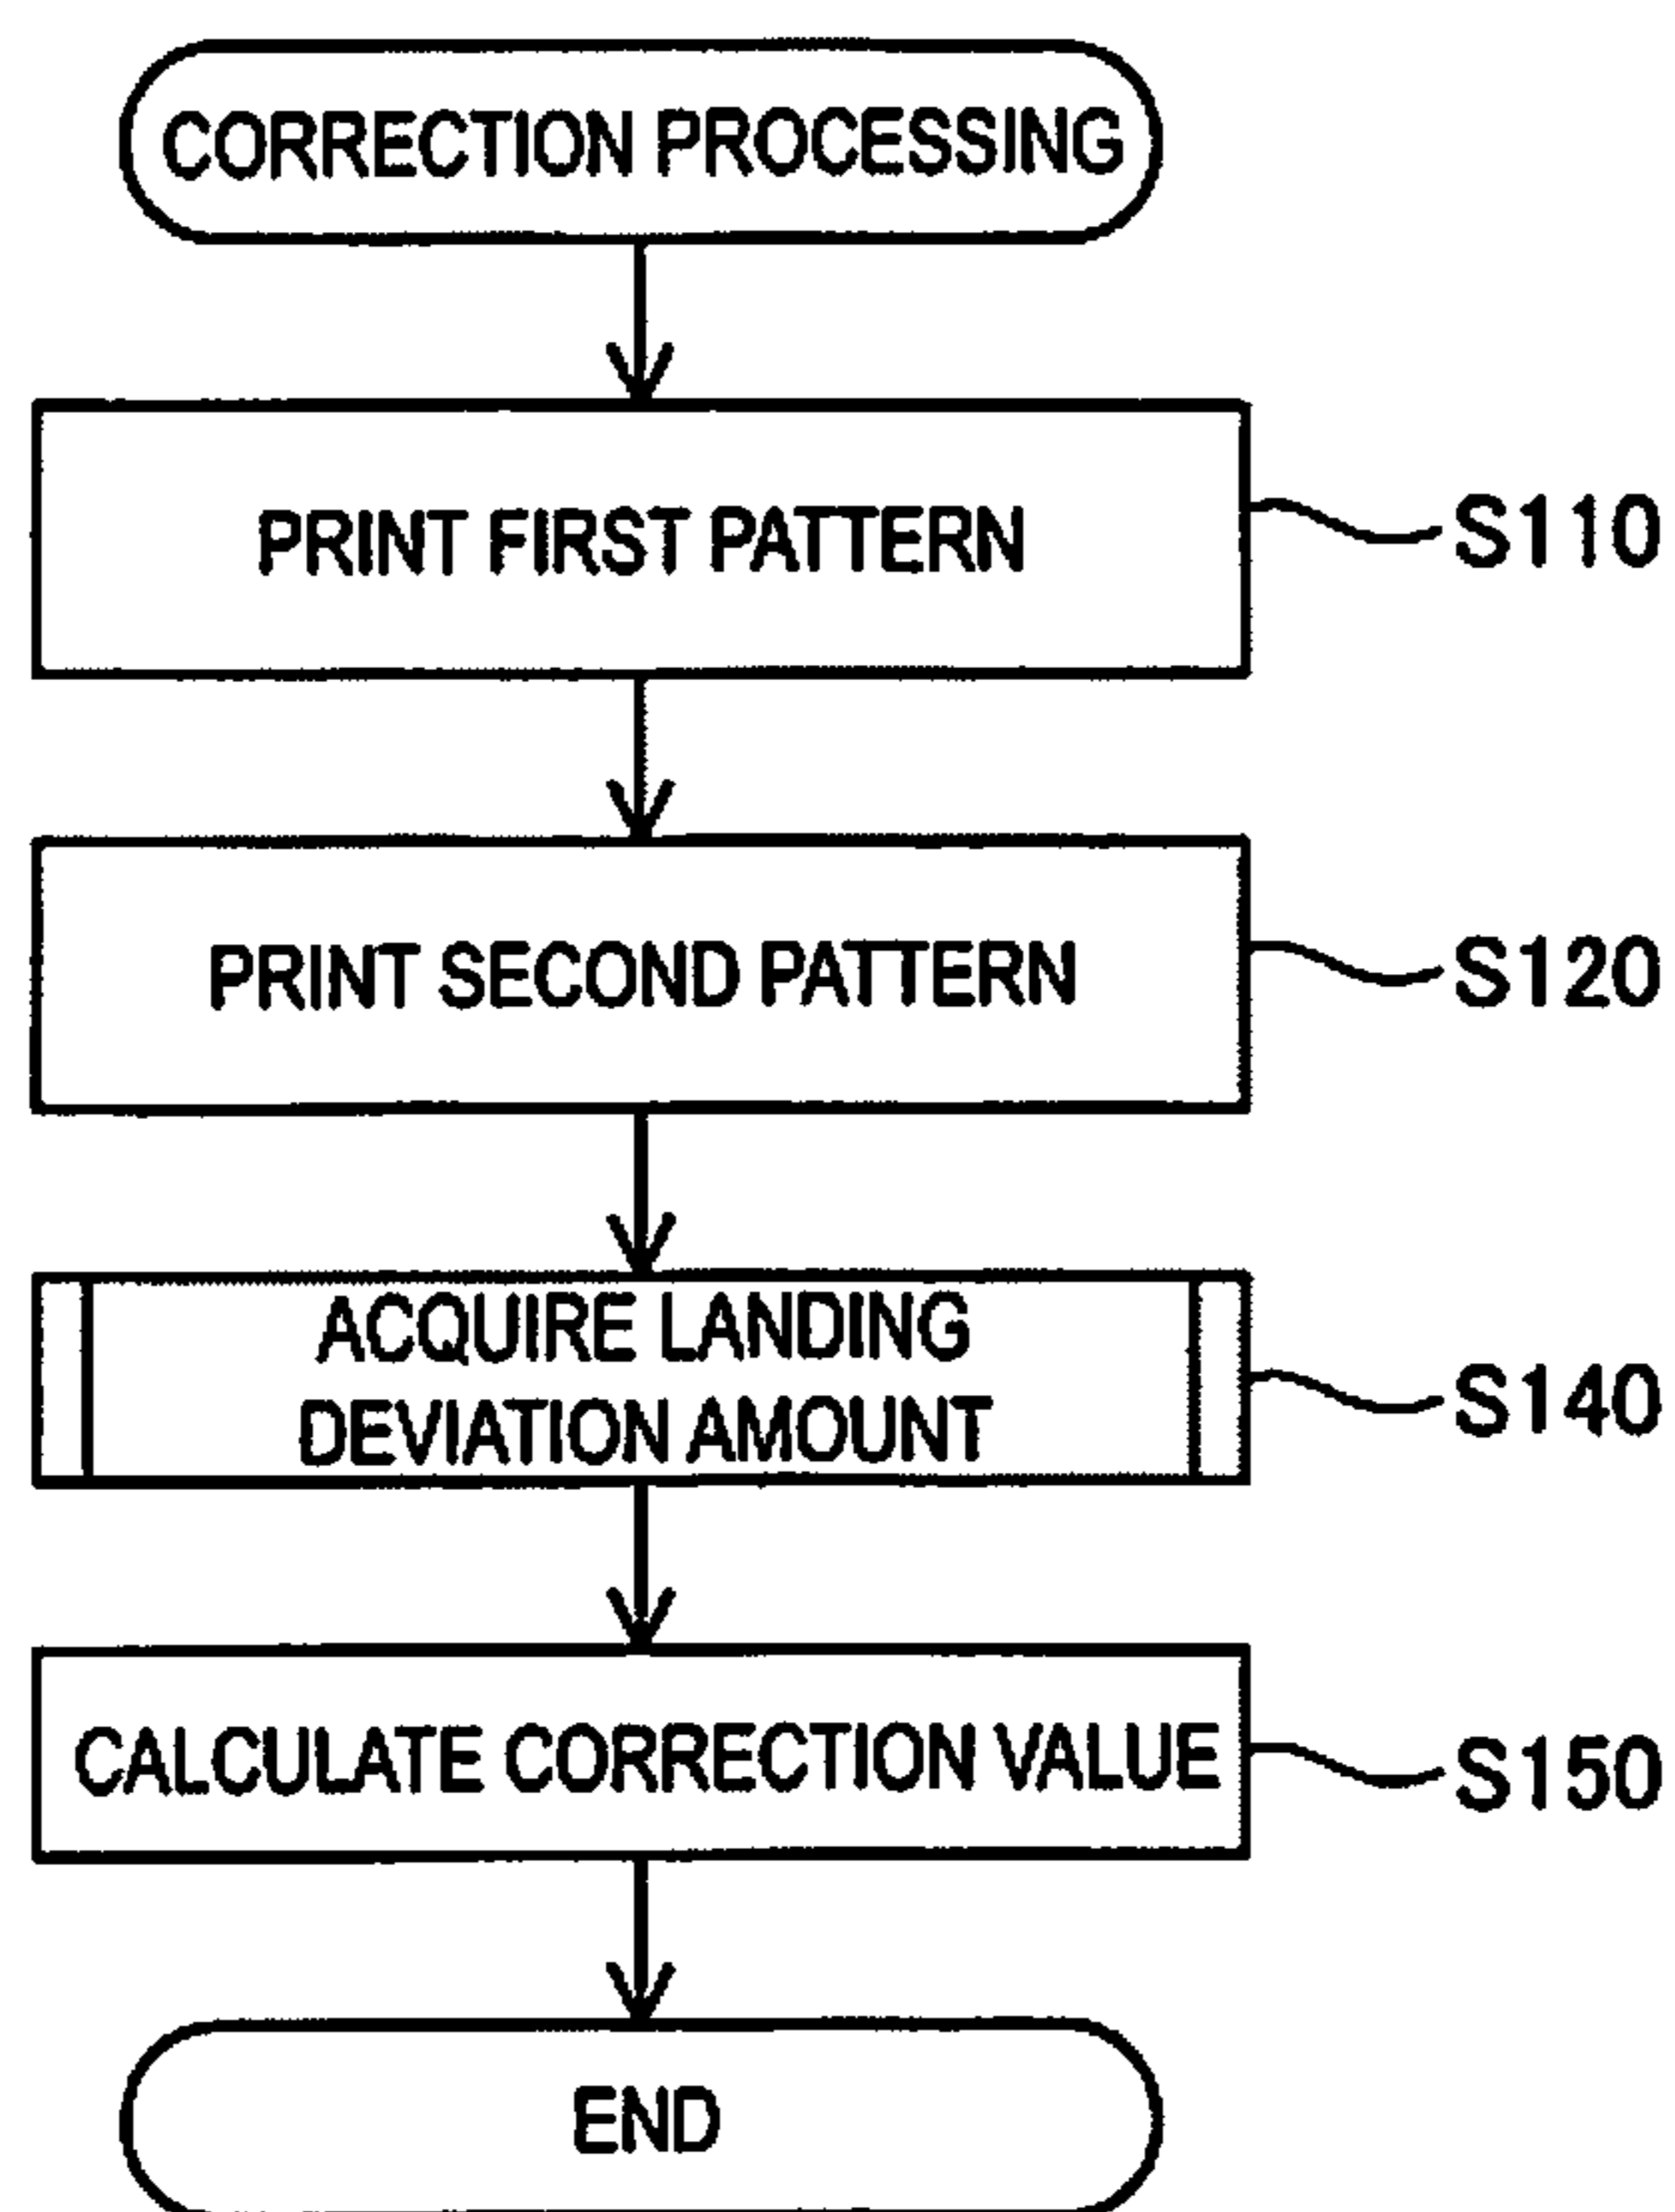 CORRECTION PROCESSING
PRINT FIRST PATTERN
S110
PRINT SECOND PATTERN
S120
ACQUIRE LANDING
DEVIATION AMOUNT
S140
CALCULATE CORRECTION VALUE
S150
END